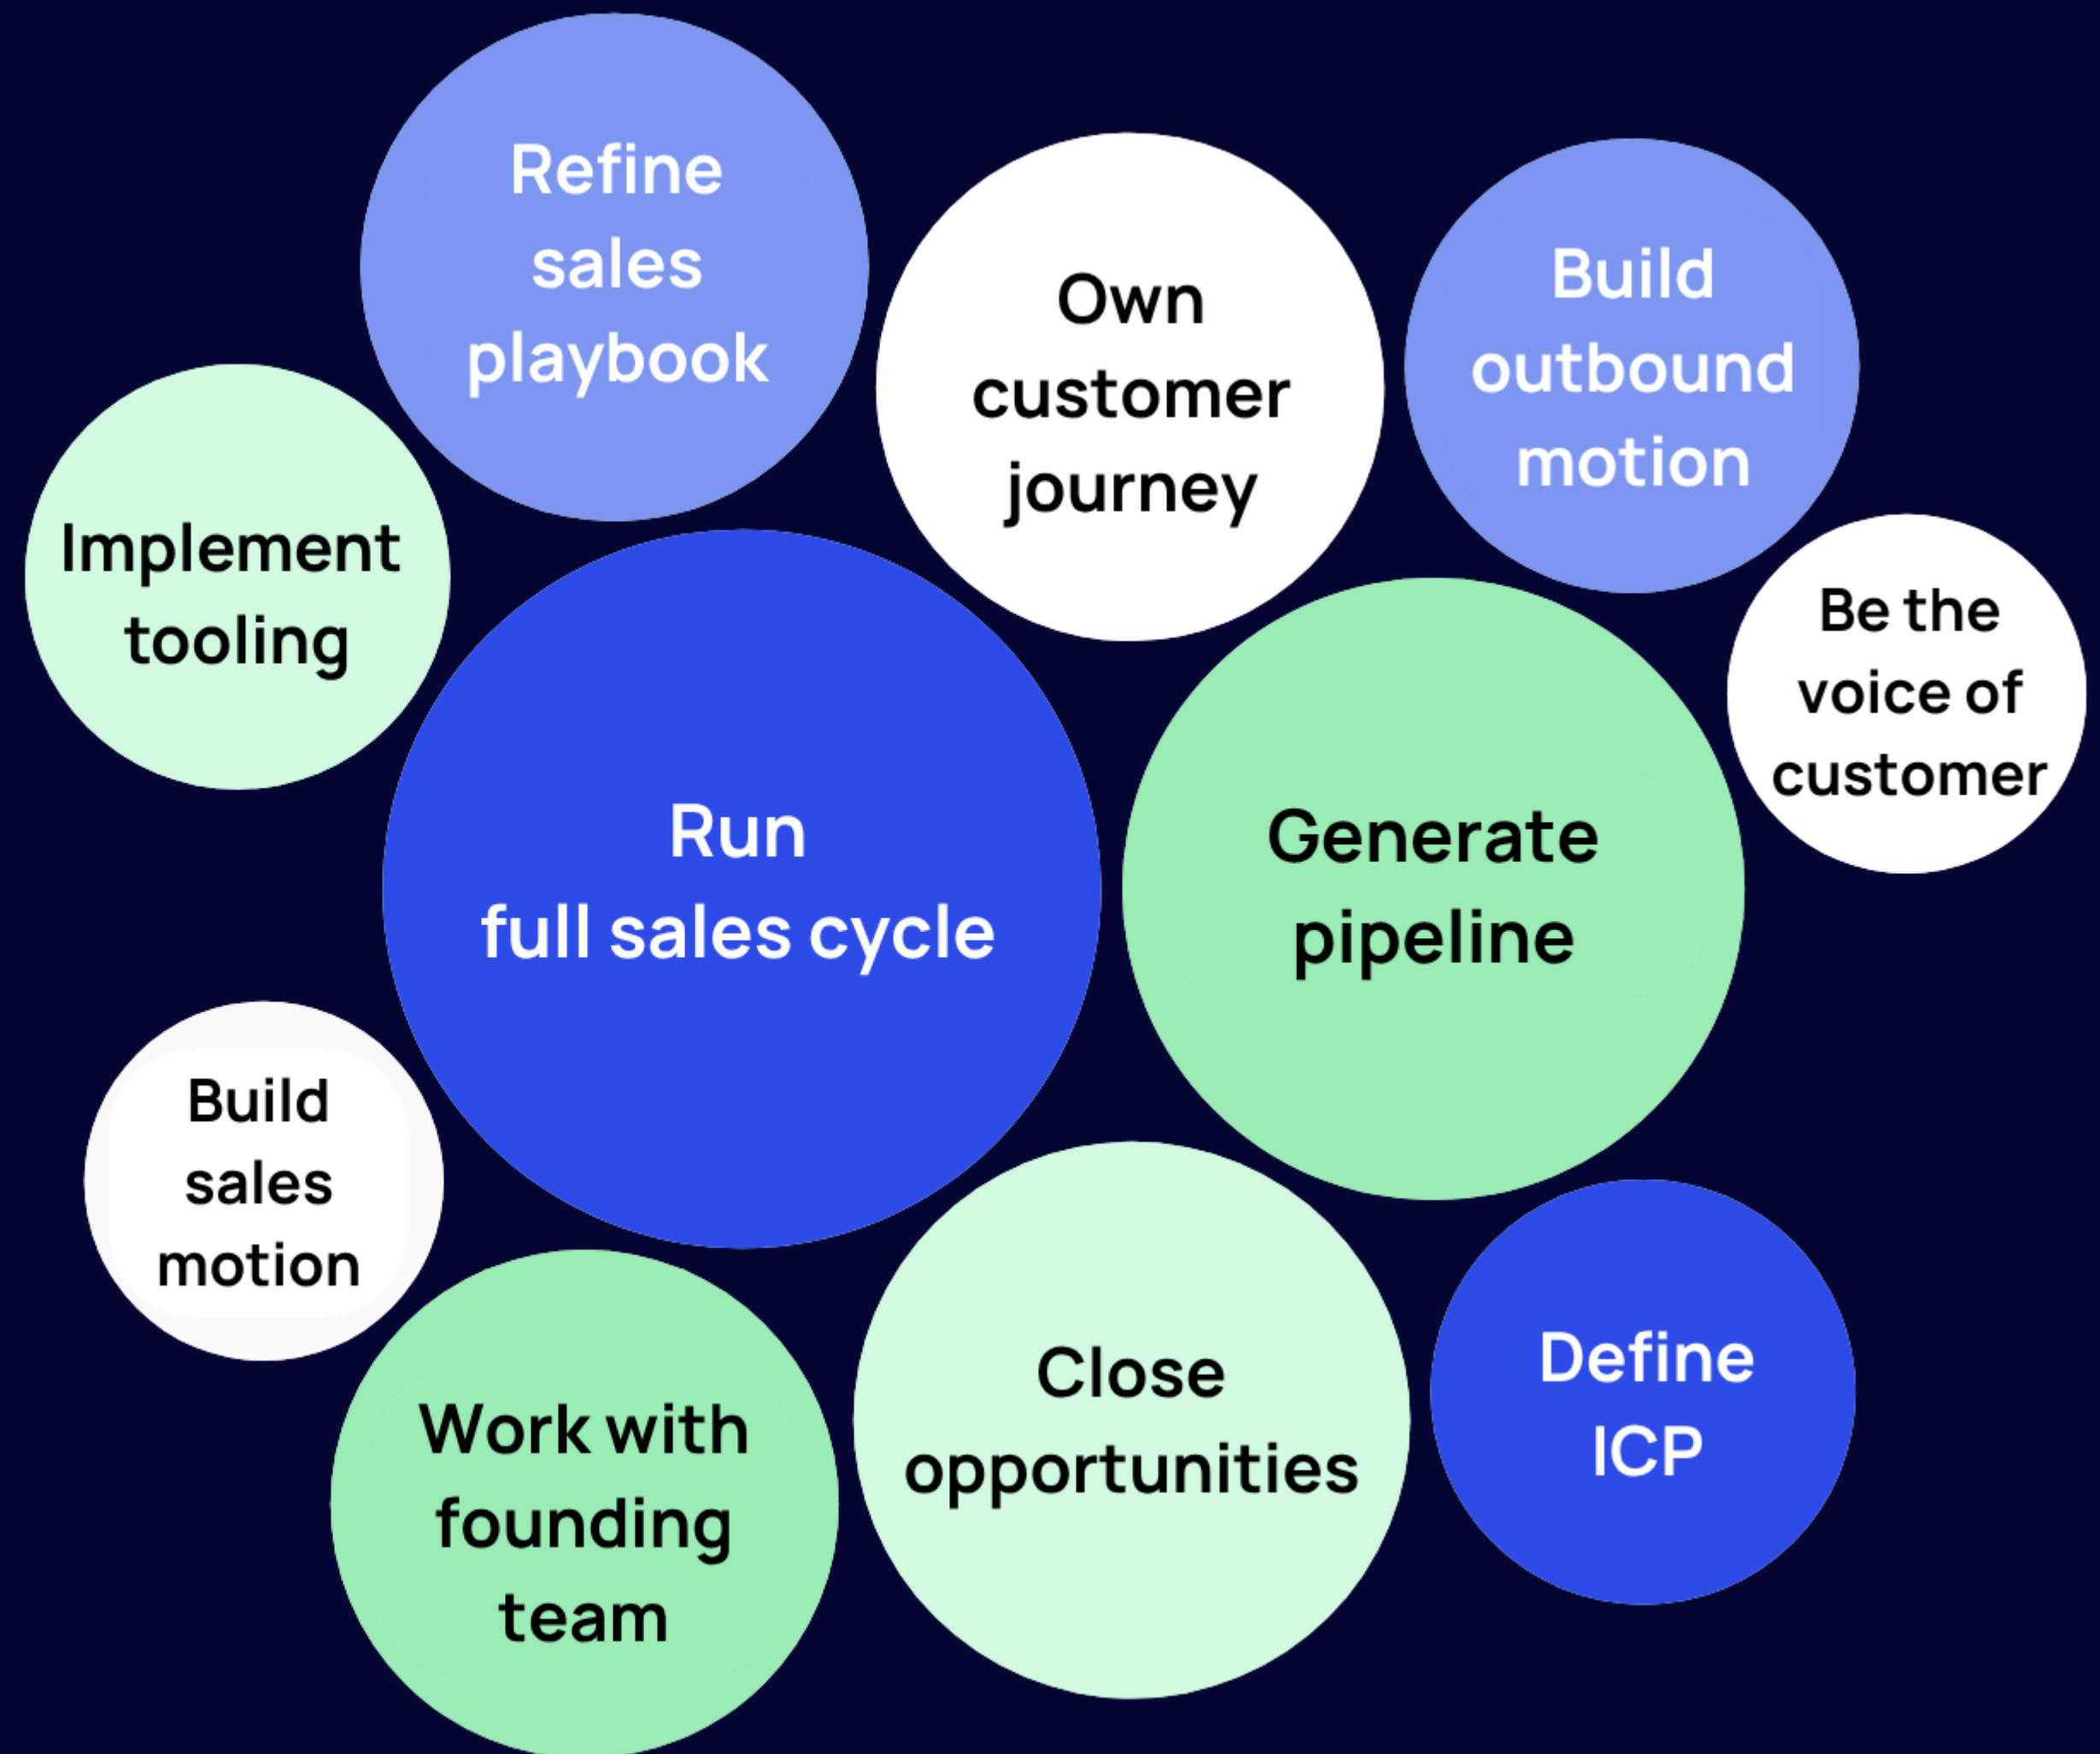 Refine
sales
playbook
Own
customer
journey
Build
outbound
motion
Implement
tooling
Be the
voice of
customer
Run
full sales cycle
Generate
pipeline
Build
sales
motion
Work with
founding
team
Close
opportunities
Define
ICP